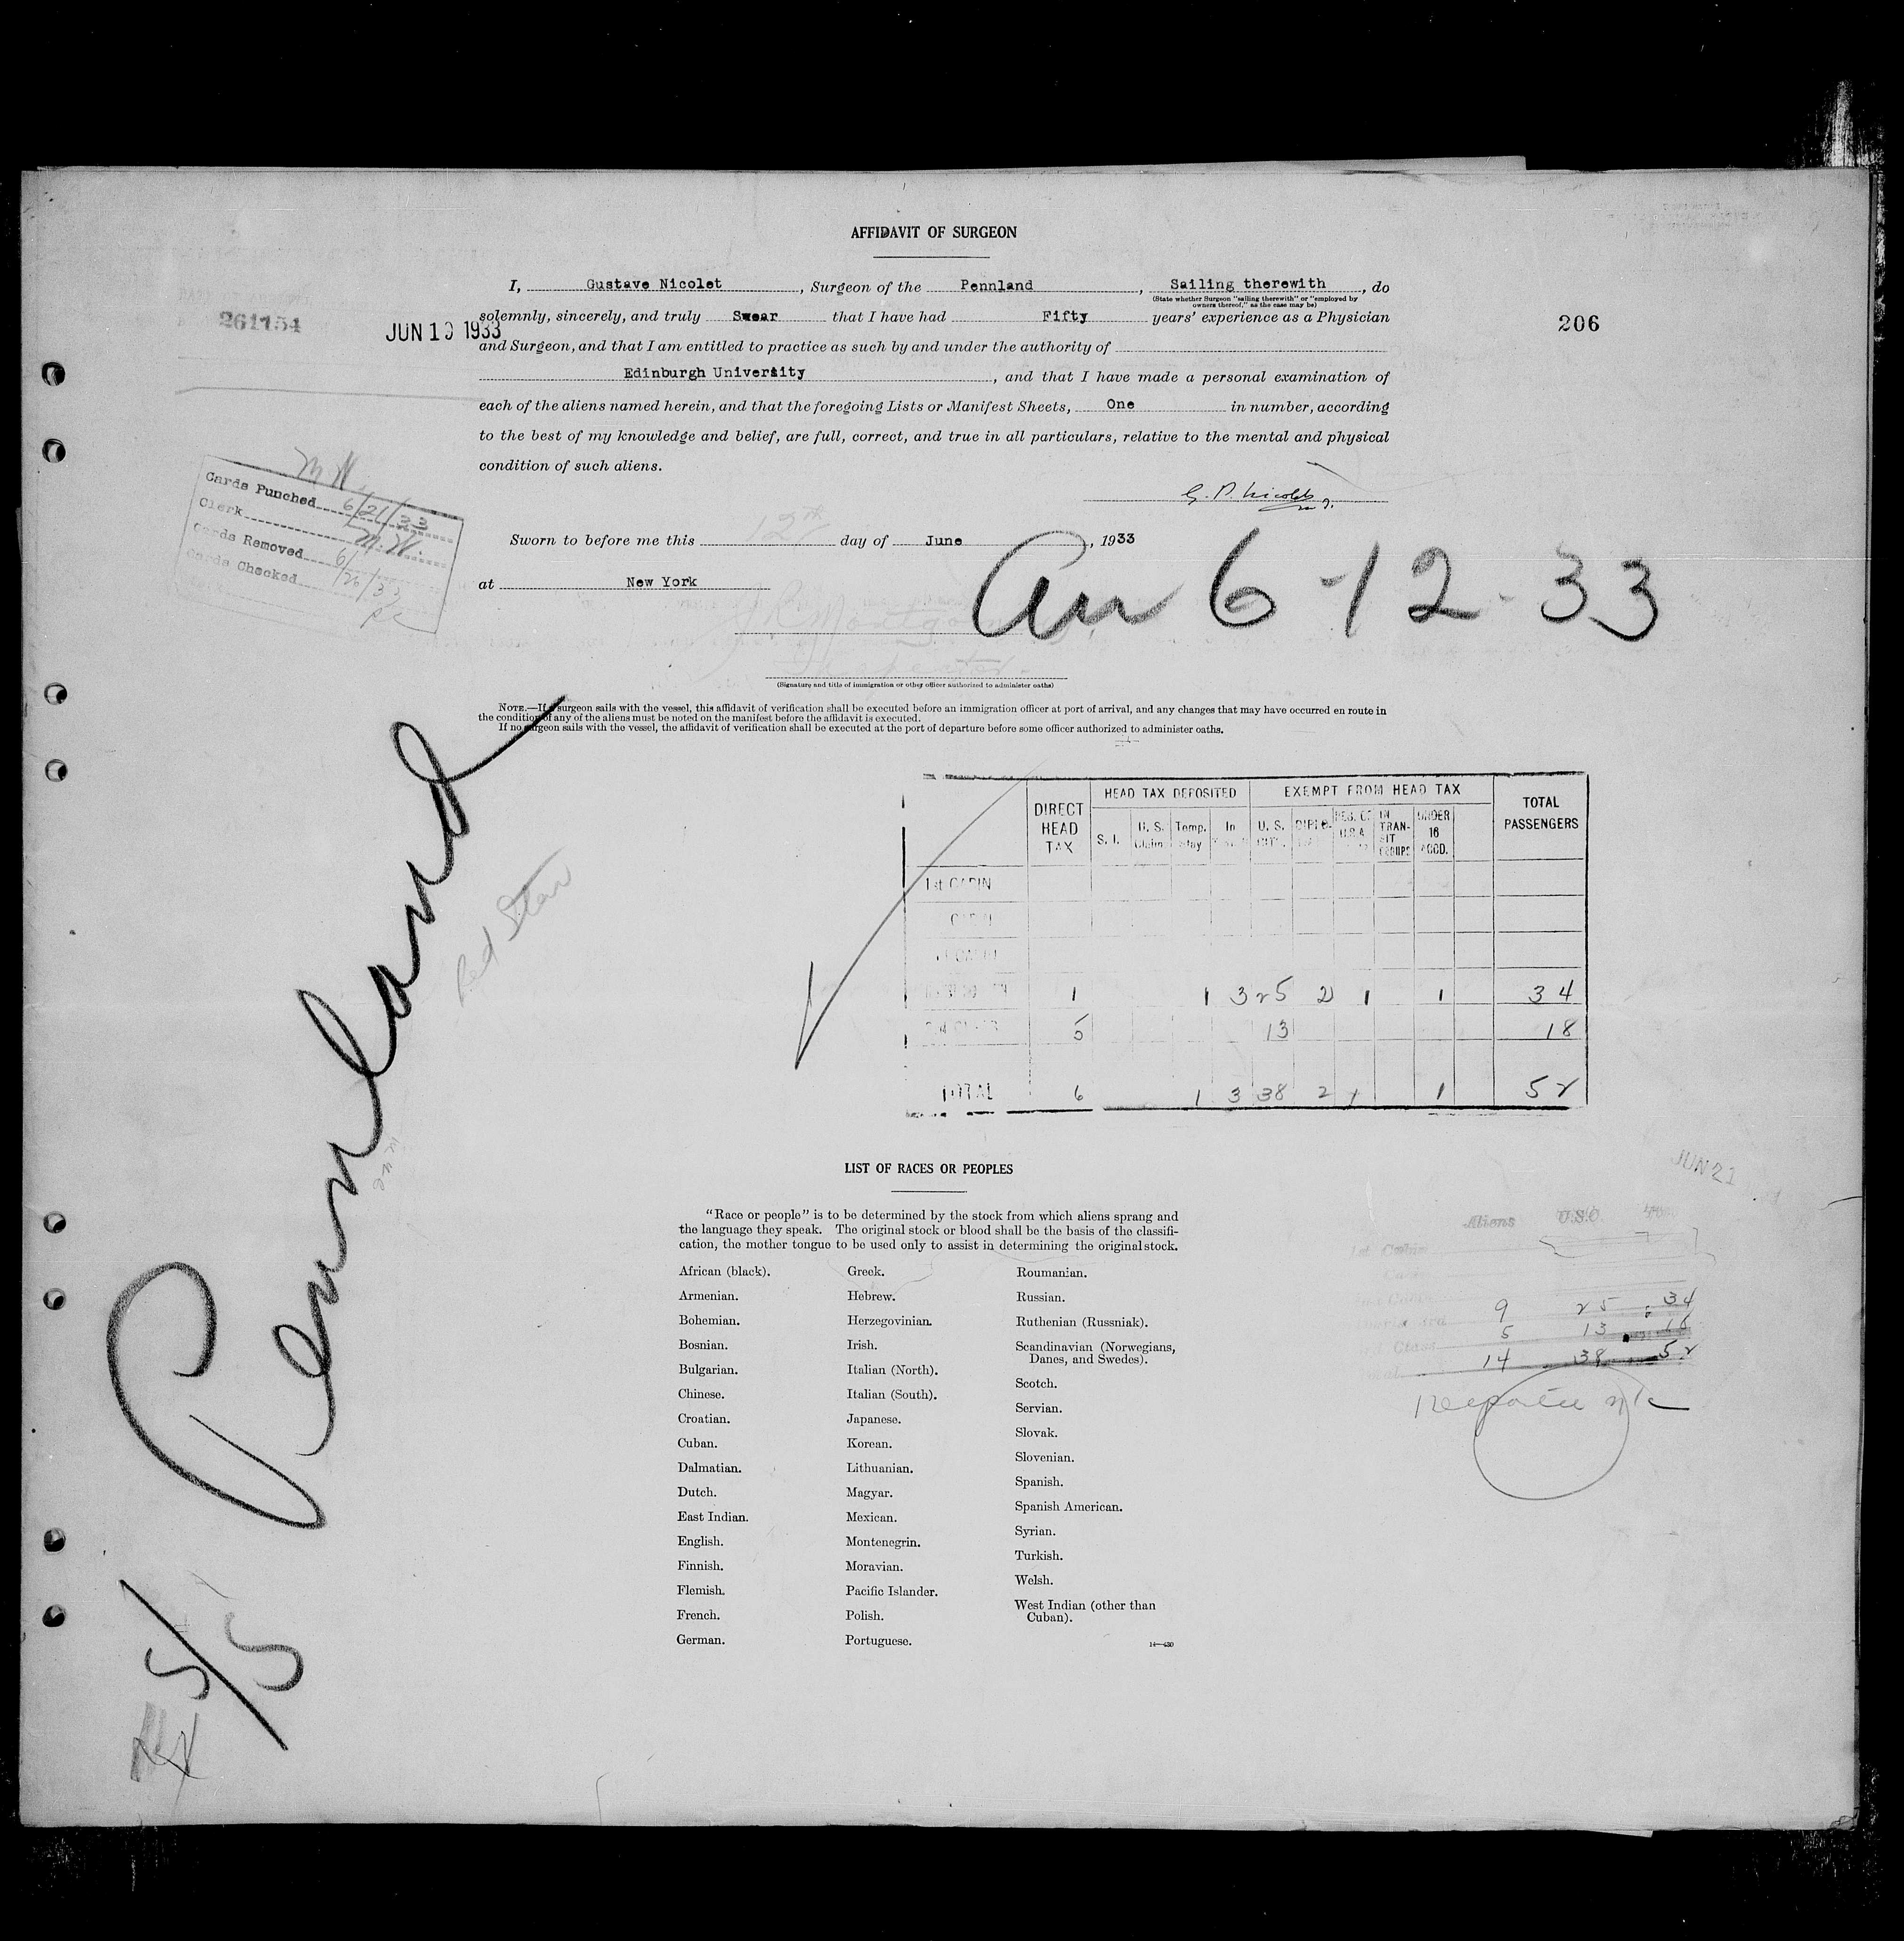 AFFIDAVIT OF SURGEON
I, Gustave Nicolet, Surgeon of the Pennland, Sailing therewith, do
(State whether Surgeon "sailing therewith" or "employed by
owners thereof," as the case may be)
solemnly, sincerely, and truly Swear that I have had Fifty years' experience as a Physician
261154
JUN 10 1933
206
and Surgeon, and that I am entitled to practice as such by and under the authority of
Edinburgh University, and that I have made a personal examination of
each of the aliens named herein, and that the foregoing Lists or Manifest Sheets, One in number, according
to the best of my knowledge and belief, are full, correct, and true in all particulars, relative to the mental and physical
condition of such aliens.
M.W.
Cards Punched 6/21/33
Clerk M.W.
Cards Removed 6/26/33
Cards Checked
Sworn to before me this 12th day of June, 1933
at New York
Arr 6-12-33
Inspector
(Signature and title of immigration or other officer authorized to administer oaths)
NOTE.—If a surgeon sails with the vessel, this affidavit of verification shall be executed before an immigration officer at port of arrival, and any changes that may have occurred en route in
the condition of any of the aliens must be noted on the manifest before the affidavit is executed.
If no surgeon sails with the vessel, the affidavit of verification shall be executed at the port of departure before some officer authorized to administer oaths.
Pennland
Red Star
5/5
DIRECT HEAD TAX
HEAD TAX DEPOSITED
EXEMPT FROM HEAD TAX
TOTAL PASSENGERS
S. I. U. S. Claim Temp. Stay In U. S. IN TRANSIT GROUPS UNDER 16 ACCD.
1st CABIN
CABIN
1 1 3 25 2 1 1 34
5 13 18
TOTAL 6 1 3 38 2 1 1 52
LIST OF RACES OR PEOPLES
"Race or people" is to be determined by the stock from which aliens sprang and
the language they speak. The original stock or blood shall be the basis of the classifi-
cation, the mother tongue to be used only to assist in determining the original stock.
African (black).
Armenian.
Bohemian.
Bosnian.
Bulgarian.
Chinese.
Croatian.
Cuban.
Dalmatian.
Dutch.
East Indian.
English.
Finnish.
Flemish.
French.
German.
Greek.
Hebrew.
Herzegovinian.
Irish.
Italian (North).
Italian (South).
Japanese.
Korean.
Lithuanian.
Magyar.
Mexican.
Montenegrin.
Moravian.
Pacific Islander.
Polish.
Portuguese.
Roumanian.
Russian.
Ruthenian (Russniak).
Scandinavian (Norwegians,
Danes, and Swedes).
Scotch.
Servian.
Slovak.
Slovenian.
Spanish.
Spanish American.
Syrian.
Turkish.
Welsh.
West Indian (other than
Cuban).
14—430
JUN 21
Aliens U.S.C
9 25 34
5 13 18
14 38 52